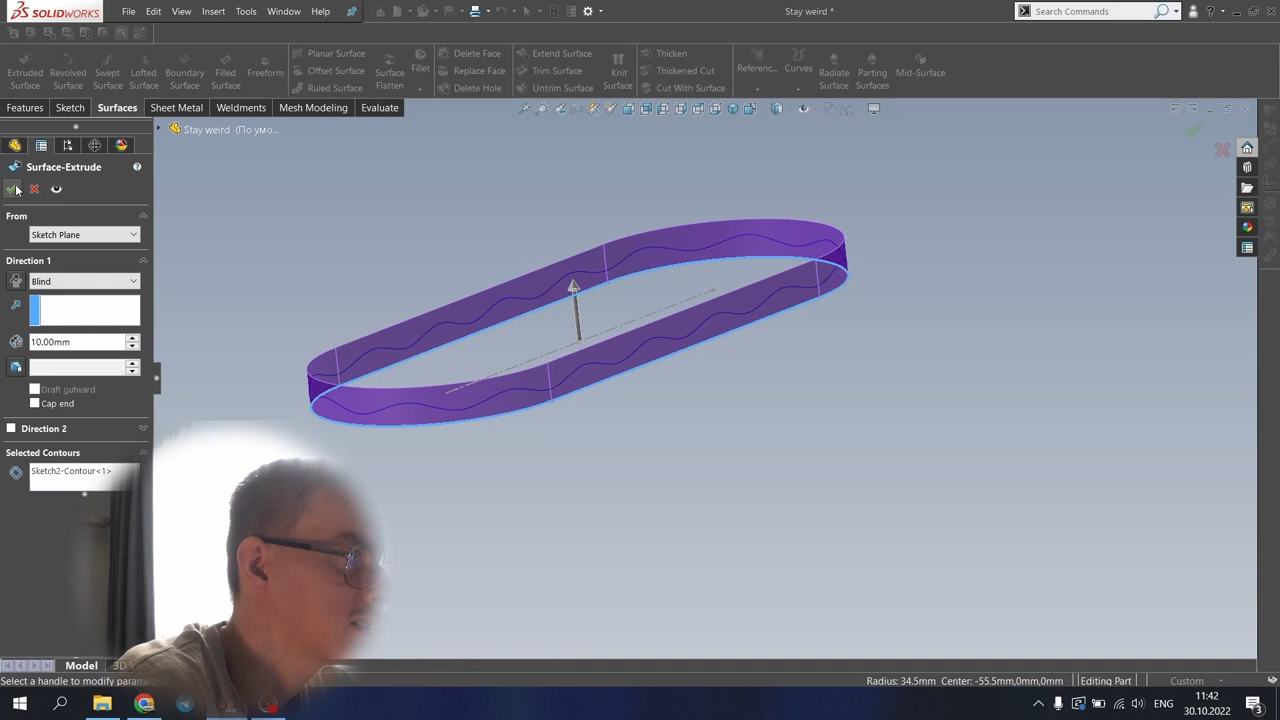 SOLIDWORKS
File Edit View Insert Tools Window Help
Stay weird *
Search Commands
Extruded Surface
Revolved Surface
Swept Surface
Lofted Surface
Boundary Surface
Filled Surface
Freeform
Planar Surface
Offset Surface
Ruled Surface
Surface Flatten
Fillet
Delete Face
Replace Face
Delete Hole
Extend Surface
Trim Surface
Untrim Surface
Knit Surface
Thicken
Thickened Cut
Cut With Surface
Referenc...
Curves
Radiate Surface
Parting Surfaces
Mid-Surface
Features Sketch Surfaces Sheet Metal Weldments Mesh Modeling Evaluate
Stay weird (По умо...
Surface-Extrude
From
Sketch Plane
Direction 1
Blind
10.00mm
Draft outward
Cap end
Direction 2
Selected Contours
Sketch2-Contour<1>
Model 3D
Select a handle to modify paramete
Radius: 34.5mm Center: -55.5mm,0mm,0mm
Editing Part
Custom
ENG
11:42
30.10.2022
3